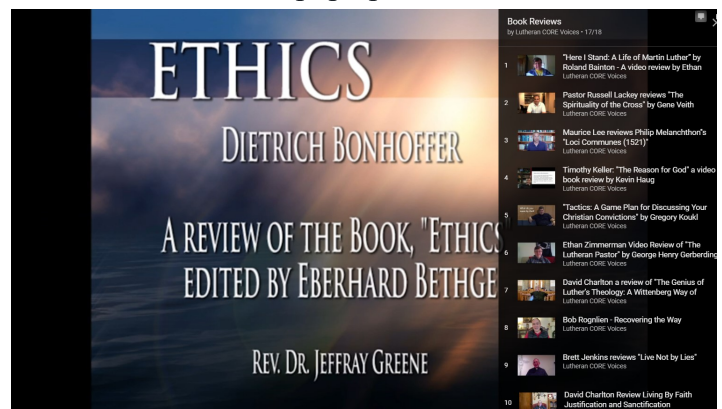 ETHICS
DIETRICH BONHOFFER
A REVIEW OF THE BOOK, "ETHICS"
EDITED BY EBERHARD BETHGE
REV. DR. JEFFRAY GREENE
Book Reviews
by Lutheran CORE Voices • 17/18
1
"Here I Stand: A Life of Martin Luther" by
Roland Bainton - A video review by Ethan
Lutheran CORE Voices
2
Pastor Russell Lackey reviews "The
Spirituality of the Cross" by Gene Veith
Lutheran CORE Voices
3
Maurice Lee reviews Philip Melanchthon"s
"Loci Communes (1521)"
Lutheran CORE Voices
4
Timothy Keller: "The Reason for God" a video
book review by Kevin Haug
Lutheran CORE Voices
5
"Tactics: A Game Plan for Discussing Your
Christian Convictions" by Gregory Koukl
Lutheran CORE Voices
6
Ethan Zimmerman Video Review of "The
Lutheran Pastor" by George Henry Gerberding
Lutheran CORE Voices
7
David Charlton a review of "The Genius of
Luther's Theology: A Wittenberg Way of
Lutheran CORE Voices
8
Bob Rognlien - Recovering the Way
Lutheran CORE Voices
9
Brett Jenkins reviews "Live Not by Lies"
Lutheran CORE Voices
10
David Charlton Review Living By Faith
Justification and Sanctification